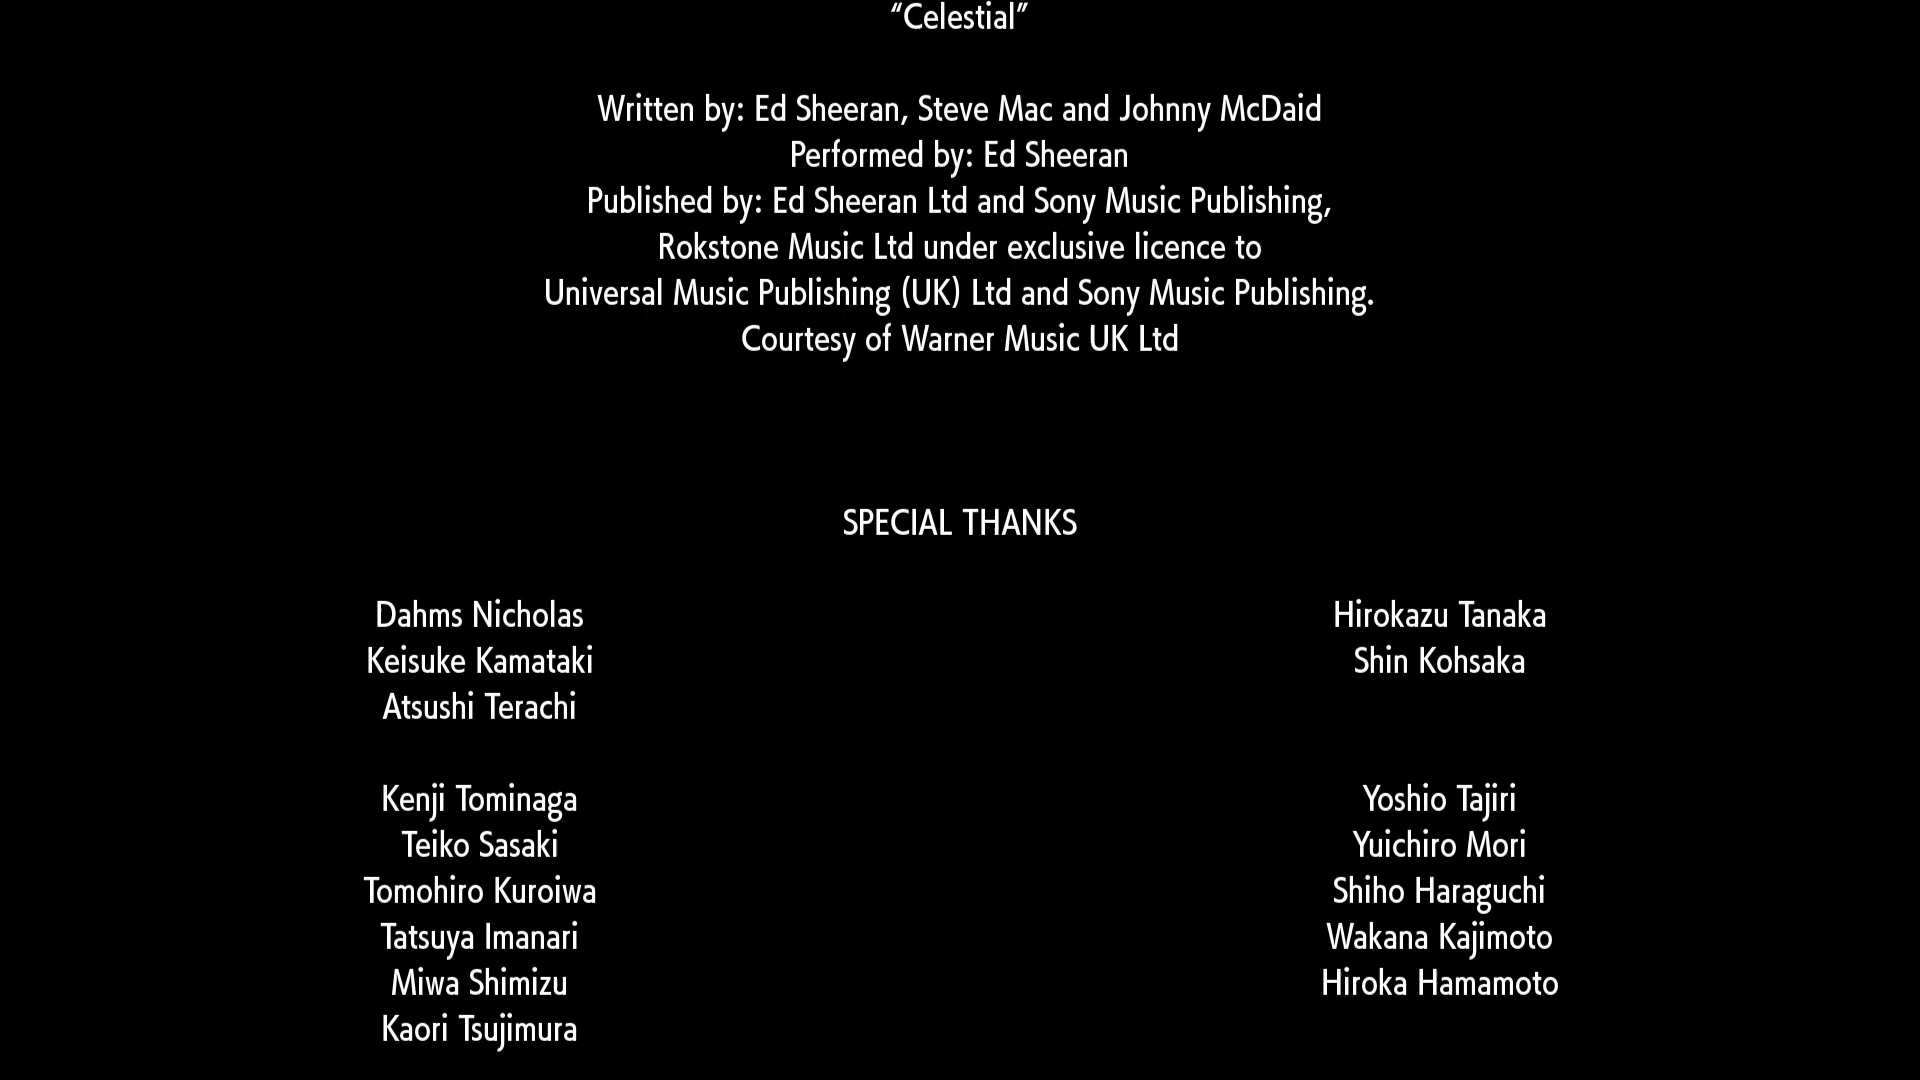 “Celestial”
Written by: Ed Sheeran, Steve Mac and Johnny McDaid
Performed by: Ed Sheeran
Published by: Ed Sheeran Ltd and Sony Music Publishing,
Rokstone Music Ltd under exclusive licence to
Universal Music Publishing (UK) Ltd and Sony Music Publishing.
Courtesy of Warner Music UK Ltd
SPECIAL THANKS
Dahms Nicholas
Keisuke Kamataki
Atsushi Terachi
Hirokazu Tanaka
Shin Kohsaka
Kenji Tominaga
Teiko Sasaki
Tomohiro Kuroiwa
Tatsuya Imanari
Miwa Shimizu
Kaori Tsujimura
Yoshio Tajiri
Yuichiro Mori
Shiho Haraguchi
Wakana Kajimoto
Hiroka Hamamoto